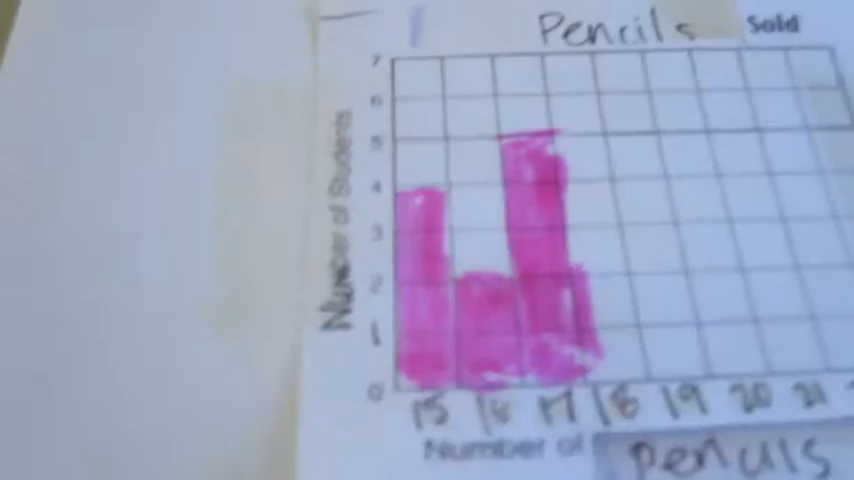 Pencils Sold
7
6
5
4
3
2
1
0
Number of Students
15 16 17 18 19 20 21
Number of pencils